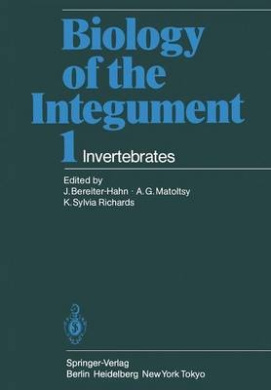 Biology
of the
Integument
1 Invertebrates
Edited by
J. Bereiter-Hahn · A. G. Matoltsy
K. Sylvia Richards
Springer-Verlag
Berlin Heidelberg New York Tokyo